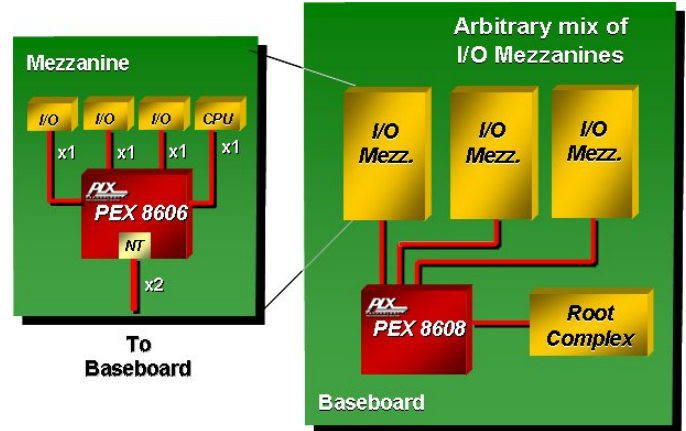 Mezzanine
I/O
I/O
I/O
CPU
x1
x1
x1
x1
PLX
PEX 8606
NT
x2
To
Baseboard
Arbitrary mix of
I/O Mezzanines
I/O
Mezz.
I/O
Mezz.
I/O
Mezz.
PLX
PEX 8608
Root
Complex
Baseboard